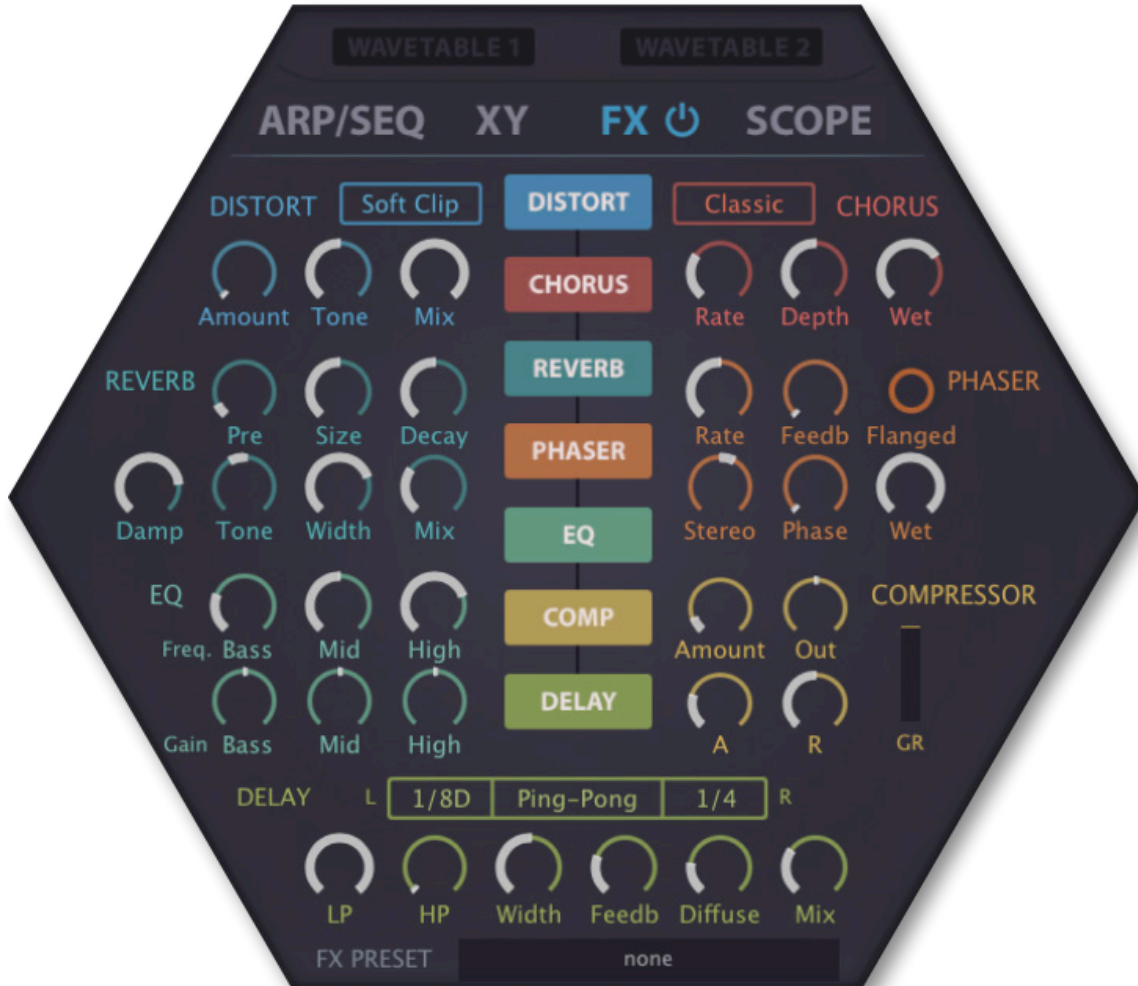 WAVETABLE 1 WAVETABLE 2
ARP/SEQ XY FX SCOPE
DISTORT Soft Clip DISTORT Classic CHORUS
Amount Tone Mix CHORUS Rate Depth Wet
REVERB REVERB PHASER
Pre Size Decay Rate Feedb Flanged
PHASER
Damp Tone Width Mix Stereo Phase Wet
EQ
EQ COMP COMPRESSOR
Freq. Bass Mid High Amount Out
DELAY
Gain Bass Mid High A R GR
DELAY L 1/8D Ping-Pong 1/4 R
LP HP Width Feedb Diffuse Mix
FX PRESET none